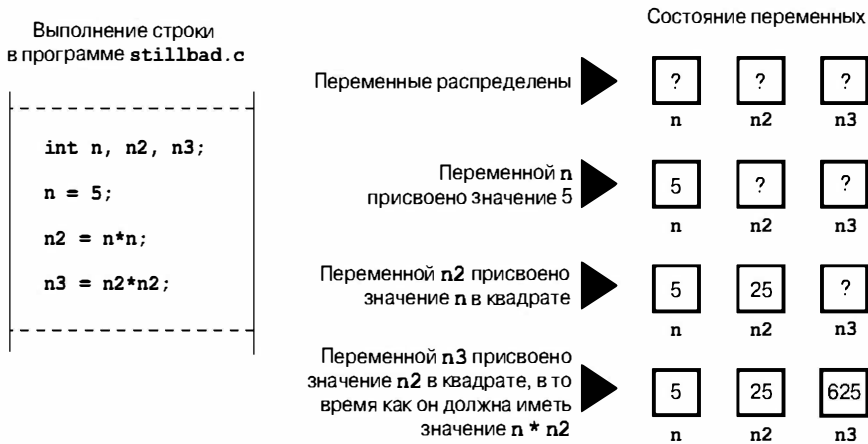 Выполнение строки
в программе stillbad.c
int n, n2, n3;
n = 5;
n2 = n*n;
n3 = n2*n2;
Состояние переменных
Переменные распределены
? ? ?
n n2 n3
Переменной n
присвоено значение 5
5 ? ?
n n2 n3
Переменной n2 присвоено
значение n в квадрате
5 25 ?
n n2 n3
Переменной n3 присвоено
значение n2 в квадрате, в то
время как он должна иметь
значение n * n2
5 25 625
n n2 n3